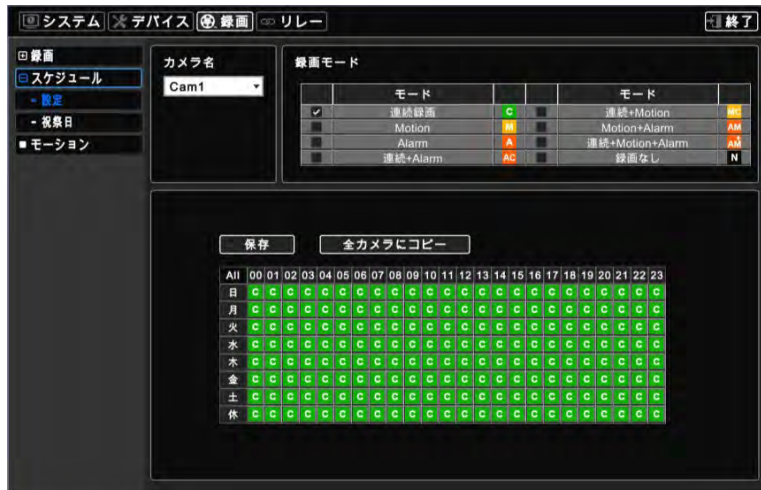 システム デバイス 録画 リレー 終了
録画
スケジュール
- 設定
- 祝祭日
モーション
カメラ名
Cam1
録画モード
モード モード
連続録画 C 連続+Motion MC
Motion M Motion+Alarm AM
Alarm A 連続+Motion+Alarm
連続+Alarm AC 録画なし N
保存 全カメラにコピー
All 00 01 02 03 04 05 06 07 08 09 10 11 12 13 14 15 16 17 18 19 20 21 22 23
日 C C C C C C C C C C C C C C C C C C C C C C C C
月 C C C C C C C C C C C C C C C C C C C C C C C C
火 C C C C C C C C C C C C C C C C C C C C C C C C
水 C C C C C C C C C C C C C C C C C C C C C C C C
木 C C C C C C C C C C C C C C C C C C C C C C C C
金 C C C C C C C C C C C C C C C C C C C C C C C C
土 C C C C C C C C C C C C C C C C C C C C C C C C
休 C C C C C C C C C C C C C C C C C C C C C C C C